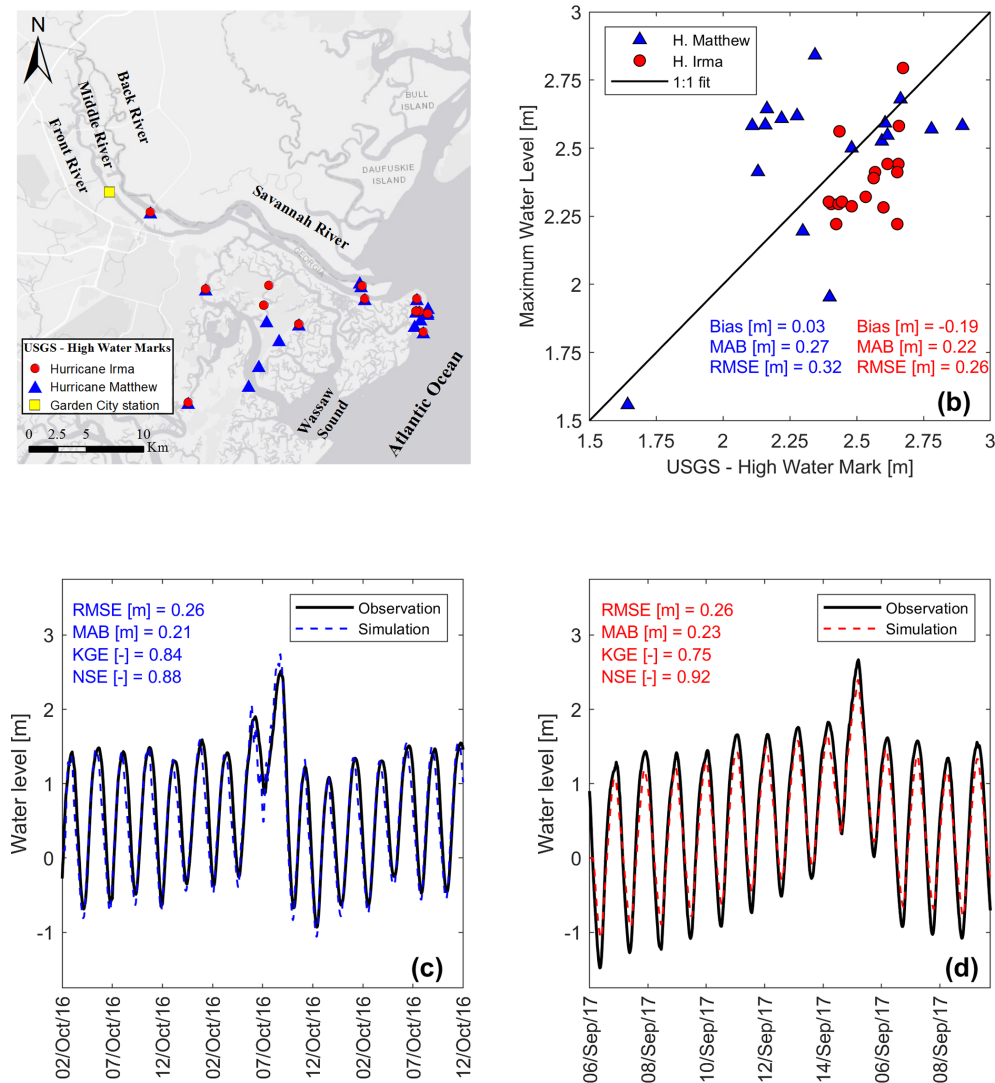 N
Back River
Middle River
Front River
BULL
ISLAND
DAUFUSKIE
ISLAND
Savannah River
GEORGIA
USGS - High Water Marks
Hurricane Irma
Hurricane Matthew
Garden City station
0 2.5 5 10
Km
Wassaw
Sound
Atlantic Ocean
3
2.75
2.5
2.25
2
1.75
1.5
Maximum Water Level [m]
H. Matthew
H. Irma
1:1 fit
Bias [m] = 0.03
MAB [m] = 0.27
RMSE [m] = 0.32
Bias [m] = -0.19
MAB [m] = 0.22
RMSE [m] = 0.26
(b)
1.5 1.75 2 2.25 2.5 2.75 3
USGS - High Water Mark [m]
RMSE [m] = 0.26
MAB [m] = 0.21
KGE [-] = 0.84
NSE [-] = 0.88
Observation
Simulation
3
2
1
0
-1
Water level [m]
(c)
02/Oct/16 07/Oct/16 02/Oct/16 02/Oct/16 07/Oct/16 02/Oct/16 07/Oct/16 12/Oct/16 12/Oct/16
RMSE [m] = 0.26
MAB [m] = 0.23
KGE [-] = 0.75
NSE [-] = 0.92
Observation
Simulation
3
2
1
0
-1
Water level [m]
(d)
06/Sep/17 08/Sep/17 10/Sep/17 12/Sep/17 14/Sep/17 06/Sep/17 08/Sep/17